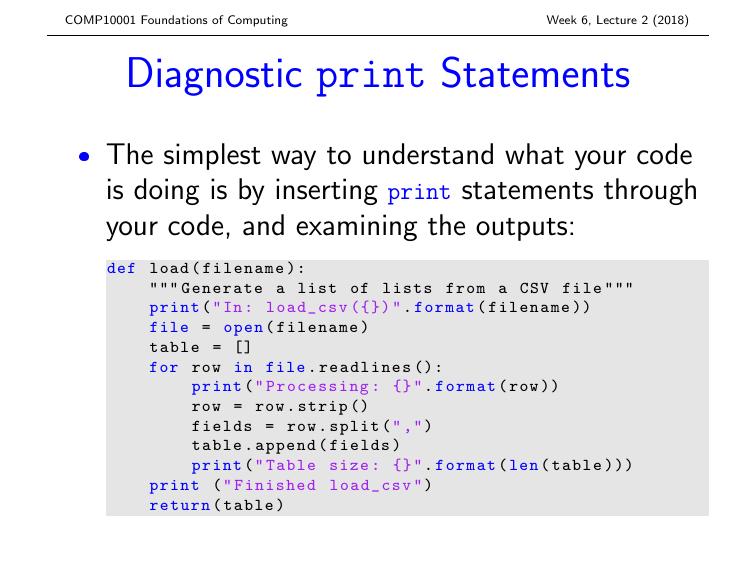 COMP10001 Foundations of Computing
Week 6, Lecture 2 (2018)
Diagnostic print Statements
• The simplest way to understand what your code
is doing is by inserting print statements through
your code, and examining the outputs:
def load(filename):
    """Generate a list of lists from a CSV file"""
    print("In: load_csv({})".format(filename))
    file = open(filename)
    table = []
    for row in file.readlines():
        print("Processing: {}".format(row))
        row = row.strip()
        fields = row.split(",")
        table.append(fields)
        print("Table size: {}".format(len(table)))
    print ("Finished load_csv")
    return(table)